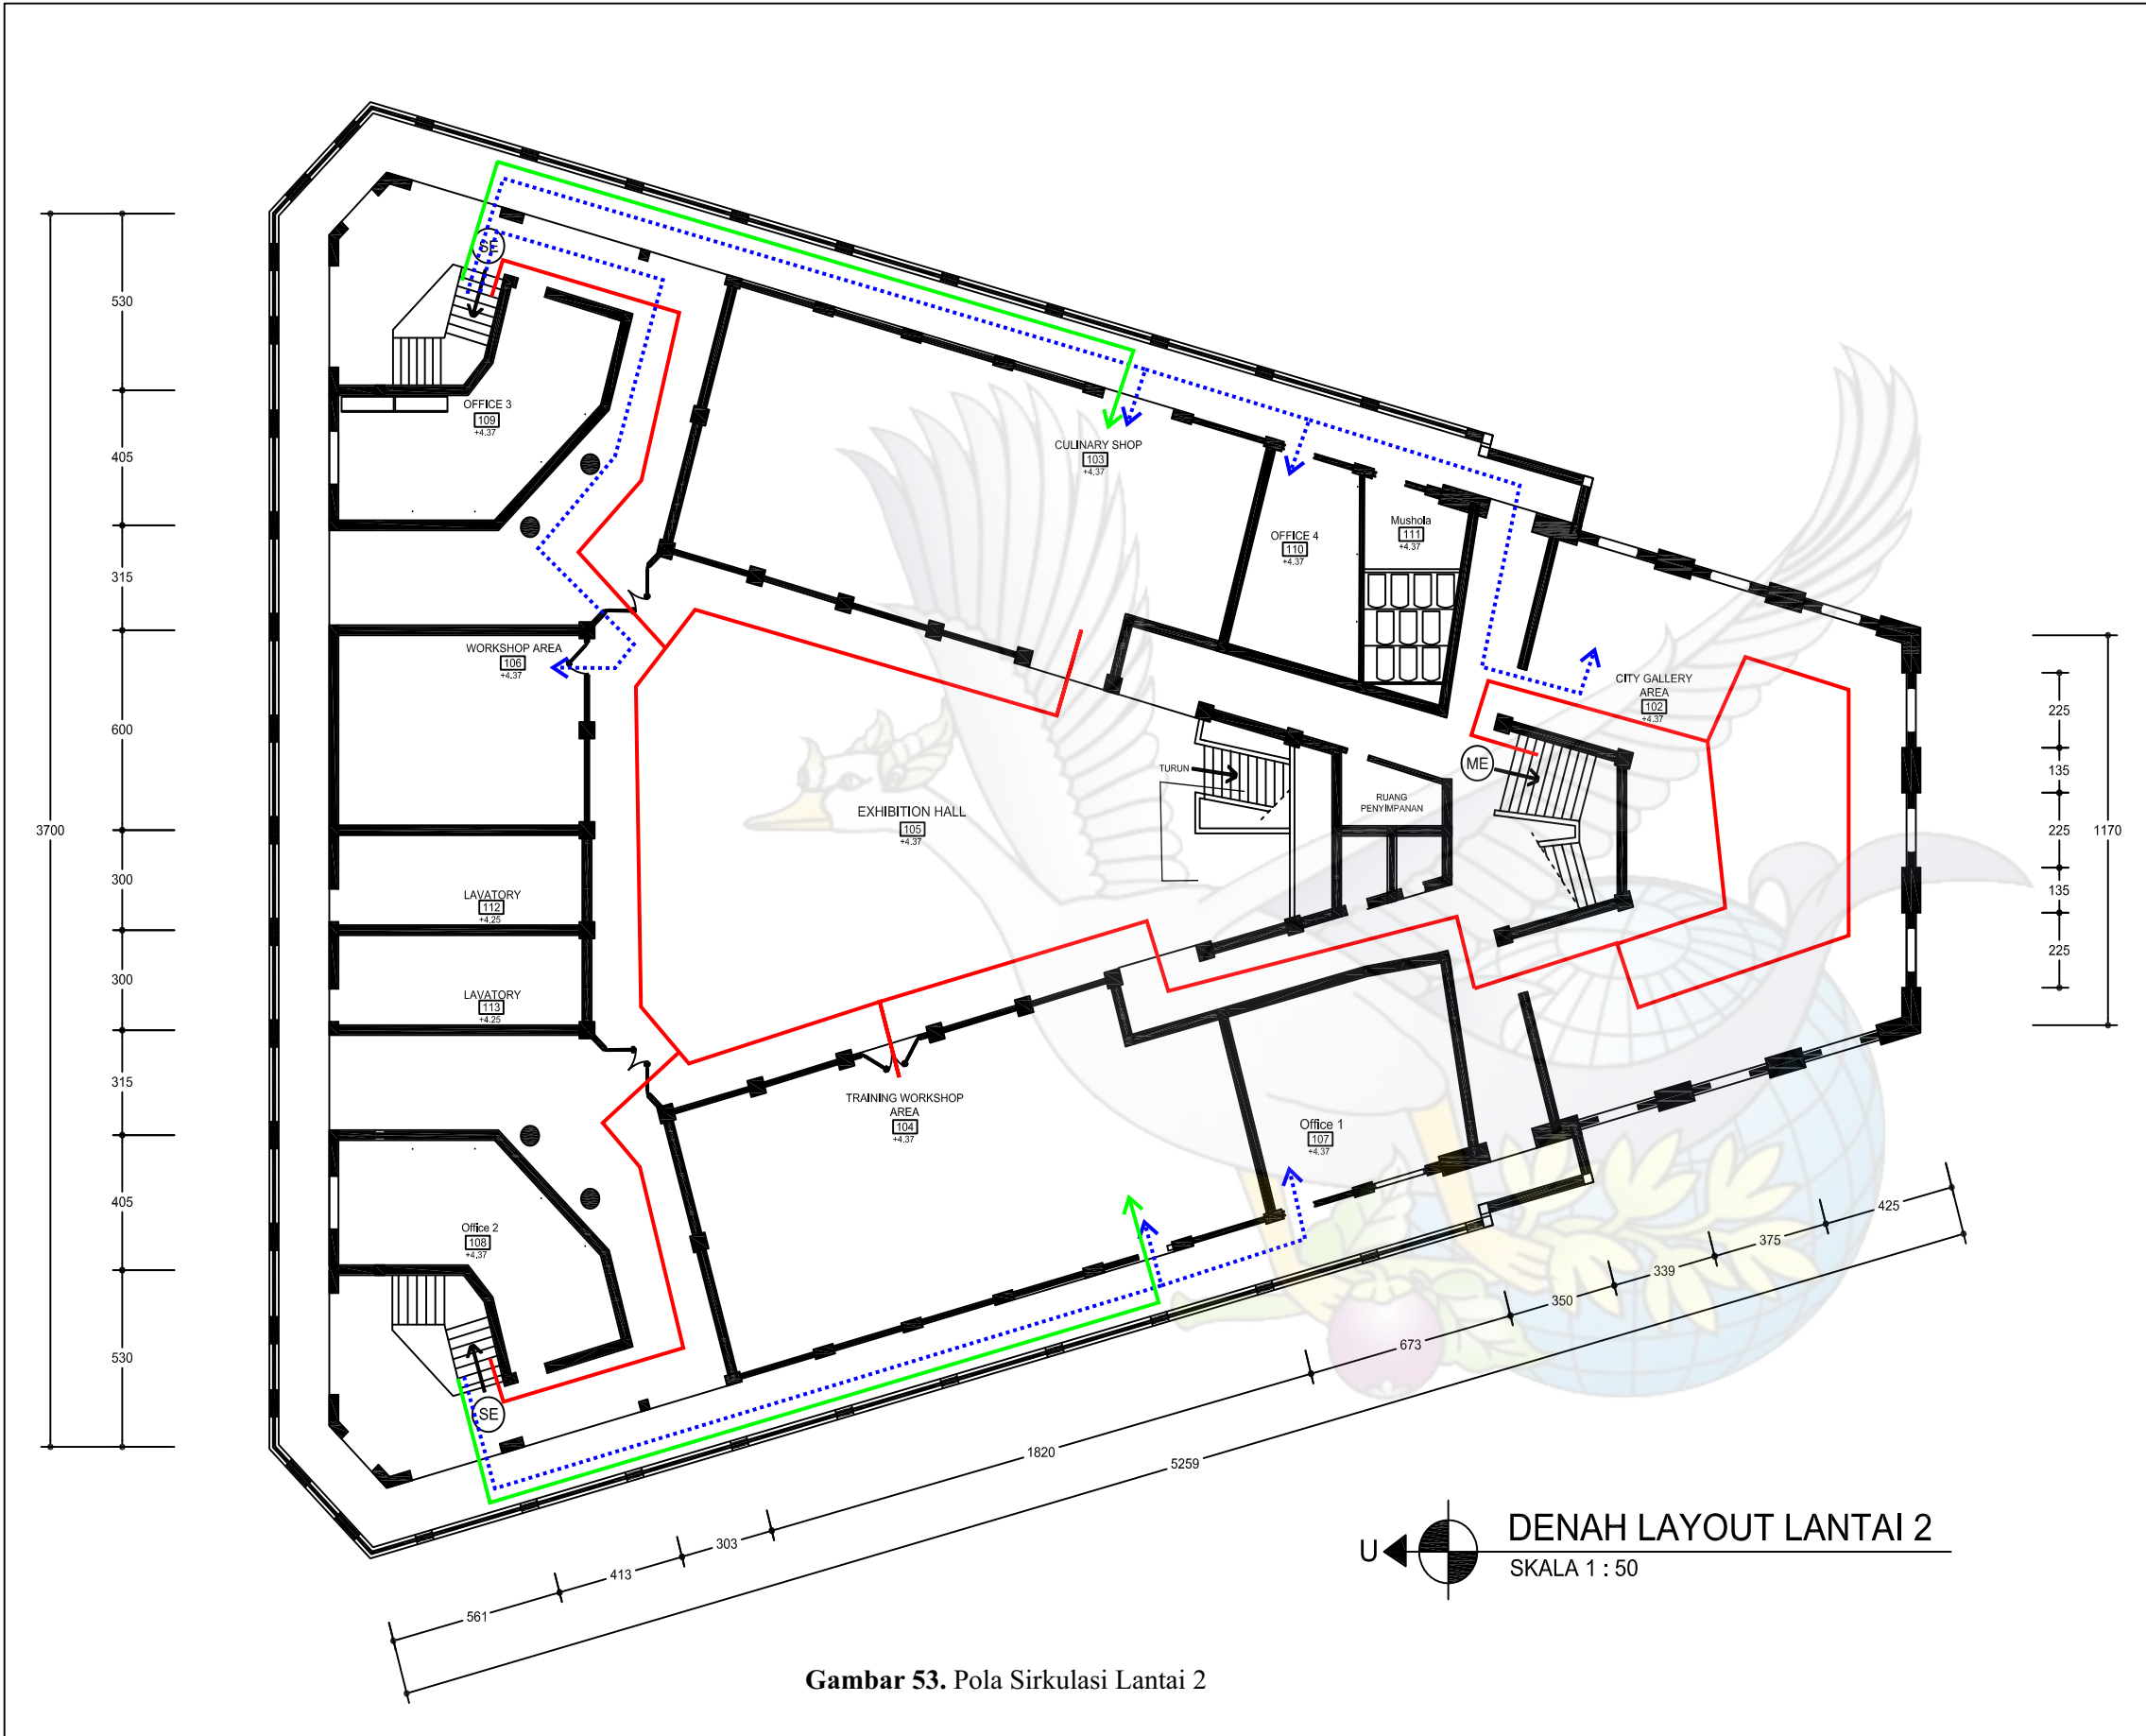 SE
530
405
315
600
300
300
315
405
530
3700
OFFICE 3
109
+4.37
CULINARY SHOP
103
+4.37
OFFICE 4
110
+4.37
Mushola
111
+4.37
WORKSHOP AREA
106
+4.37
CITY GALLERY
AREA
102
+4.37
ME
TURUN
RUANG
PENYIMPANAN
EXHIBITION HALL
105
+4.37
LAVATORY
112
+4.25
LAVATORY
113
+4.25
TRAINING WORKSHOP
AREA
104
+4.37
Office 1
107
+4.37
Office 2
108
+4.37
SE
225
135
225
135
225
1170
425
375
339
350
673
1820
5259
303
413
561
U
DENAH LAYOUT LANTAI 2
SKALA 1 : 50
Gambar 53. Pola Sirkulasi Lantai 2